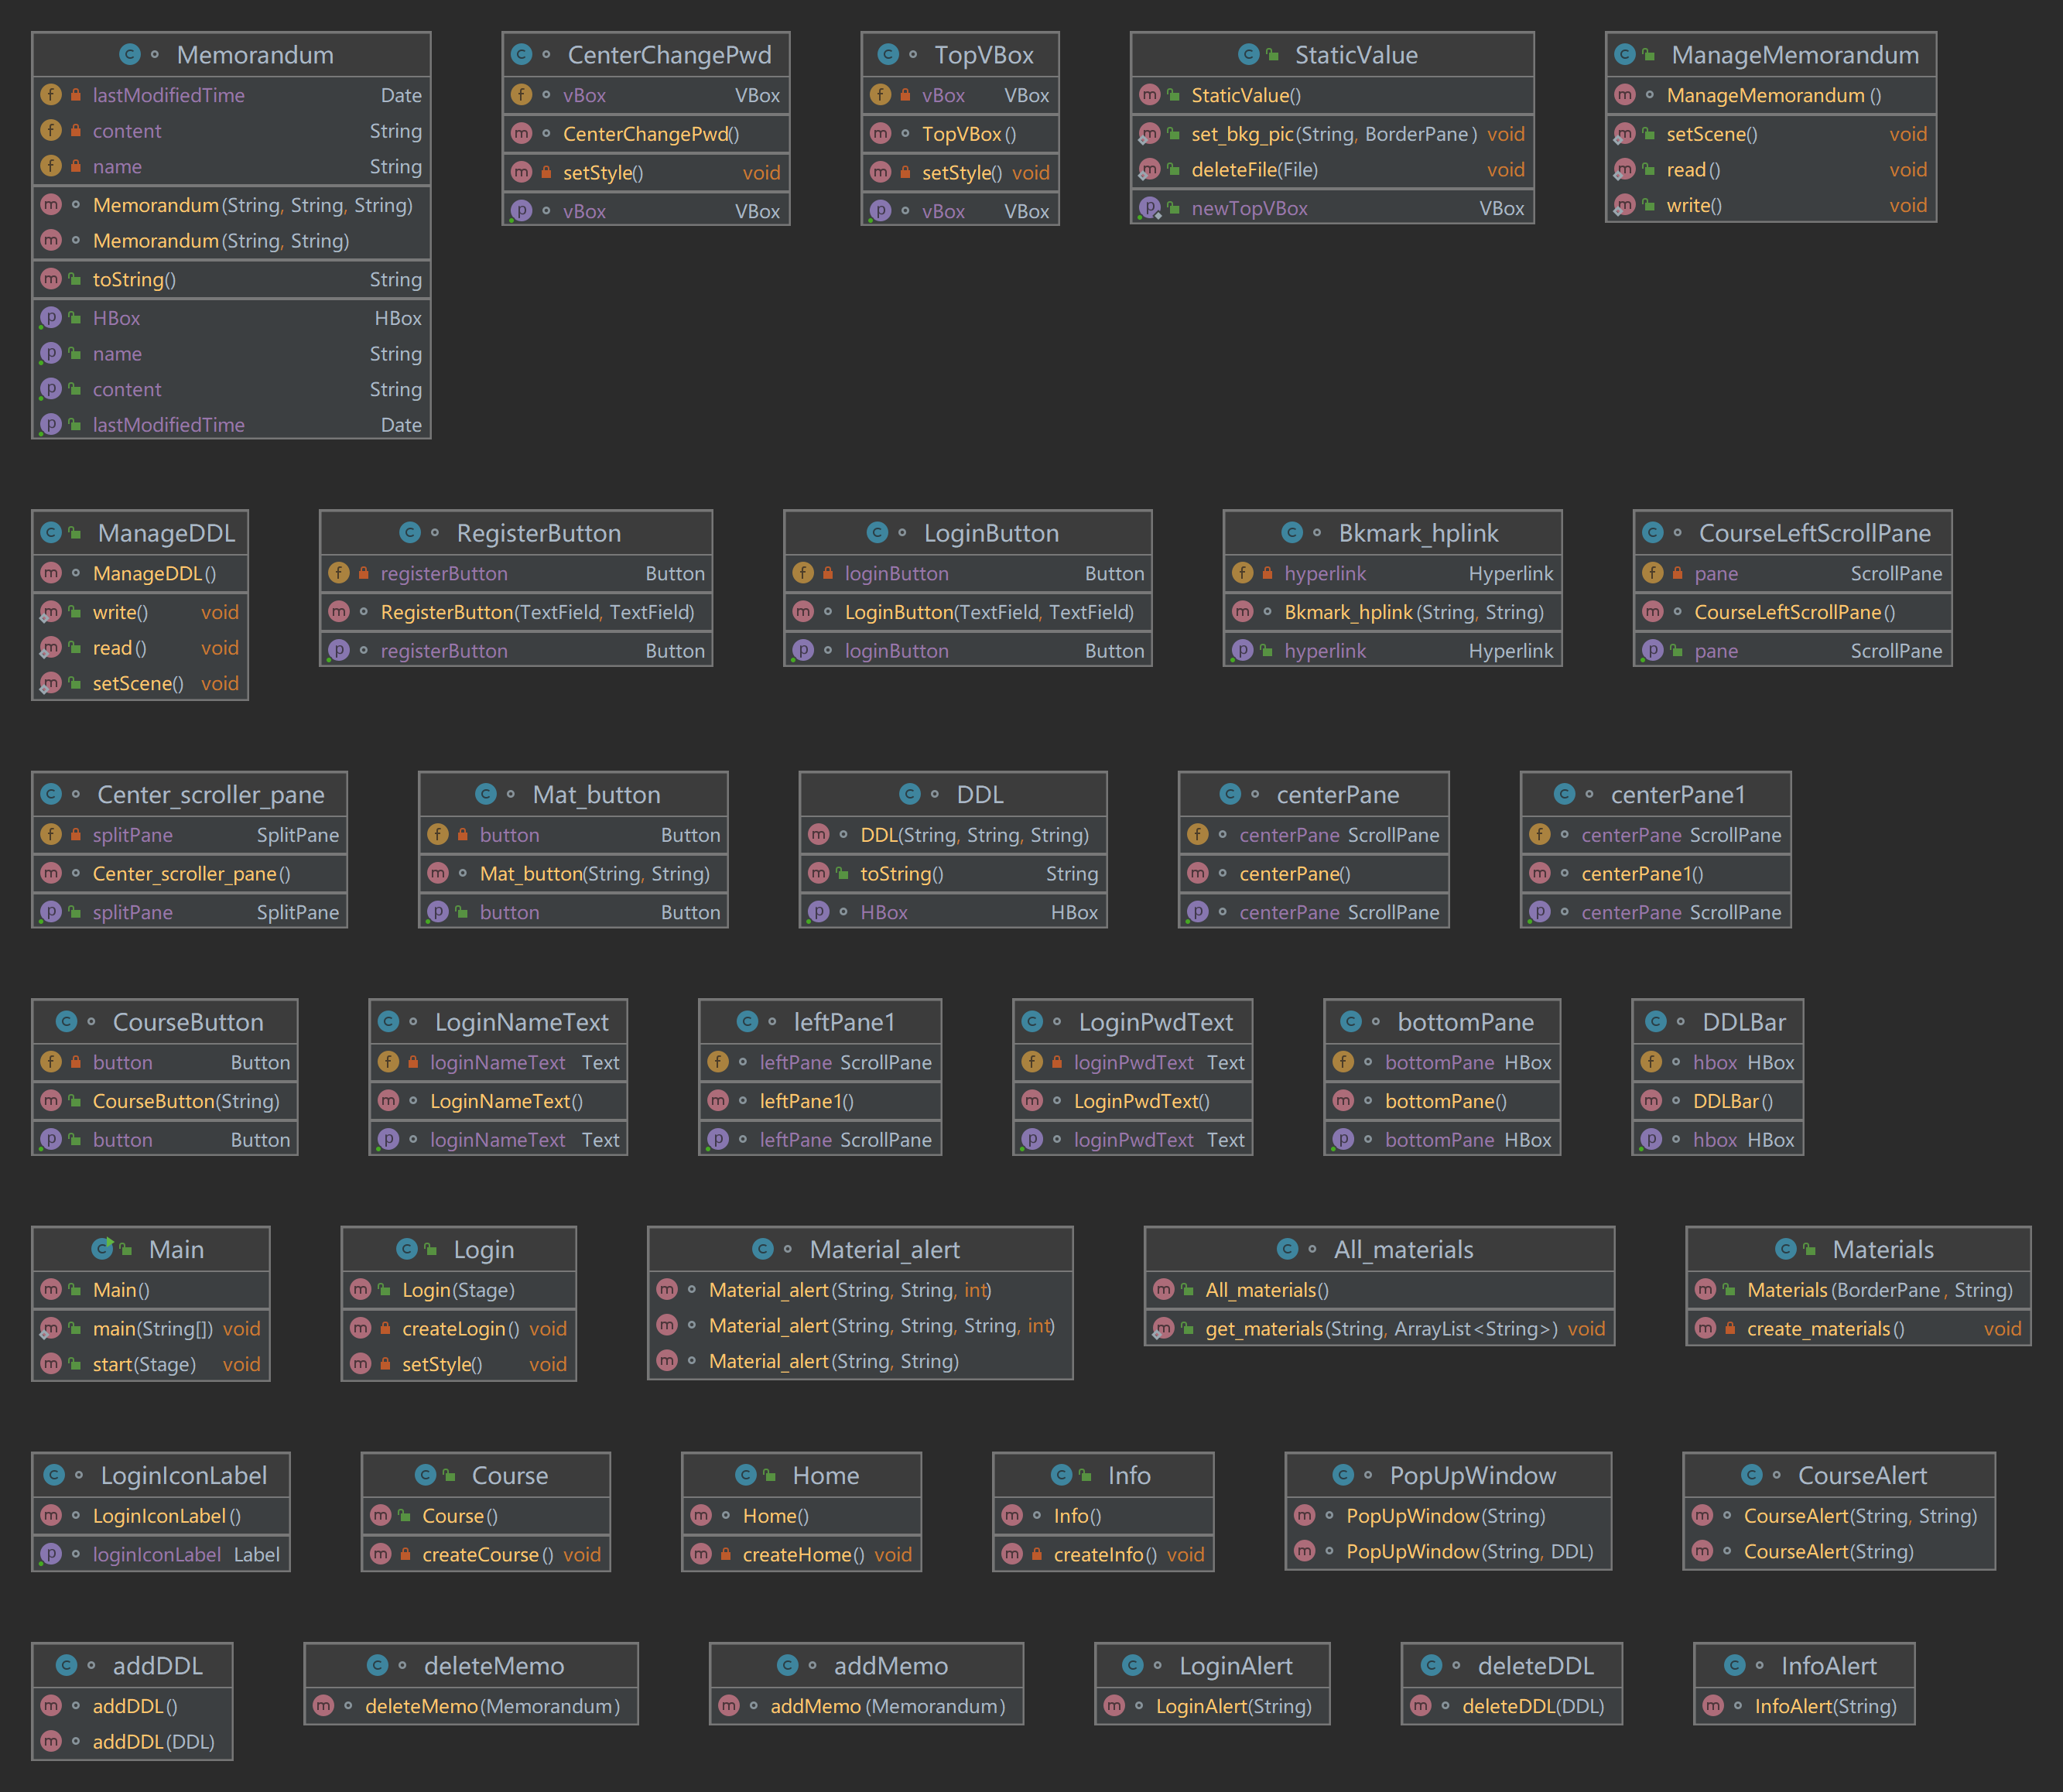 Memorandum
lastModifiedTime Date
content String
name String
Memorandum(String, String, String)
Memorandum(String, String)
toString() String
HBox HBox
name String
content String
lastModifiedTime Date
CenterChangePwd
vBox VBox
CenterChangePwd()
setStyle() void
vBox VBox
TopVBox
vBox VBox
TopVBox()
setStyle() void
vBox VBox
StaticValue
StaticValue()
set_bkg_pic(String, BorderPane) void
deleteFile(File) void
newTopVBox VBox
ManageMemorandum
ManageMemorandum()
setScene() void
read() void
write() void
ManageDDL
ManageDDL()
write() void
read() void
setScene() void
RegisterButton
registerButton Button
RegisterButton(TextField, TextField)
registerButton Button
LoginButton
loginButton Button
LoginButton(TextField, TextField)
loginButton Button
Bkmark_hplink
hyperlink Hyperlink
Bkmark_hplink(String, String)
hyperlink Hyperlink
CourseLeftScrollPane
pane ScrollPane
CourseLeftScrollPane()
pane ScrollPane
Center_scroller_pane
splitPane SplitPane
Center_scroller_pane()
splitPane SplitPane
Mat_button
button Button
Mat_button(String, String)
button Button
DDL
DDL(String, String, String)
toString() String
HBox HBox
centerPane
centerPane ScrollPane
centerPane()
centerPane ScrollPane
centerPane1
centerPane ScrollPane
centerPane1()
centerPane ScrollPane
CourseButton
button Button
CourseButton(String)
button Button
LoginNameText
loginNameText Text
LoginNameText()
loginNameText Text
leftPane1
leftPane ScrollPane
leftPane1()
leftPane ScrollPane
LoginPwdText
loginPwdText Text
LoginPwdText()
loginPwdText Text
bottomPane
bottomPane HBox
bottomPane()
bottomPane HBox
DDLBar
hbox HBox
DDLBar()
hbox HBox
Main
Main()
main(String[]) void
start(Stage) void
Login
Login(Stage)
createLogin() void
setStyle() void
Material_alert
Material_alert(String, String, int)
Material_alert(String, String, String, int)
Material_alert(String, String)
All_materials
All_materials()
get_materials(String, ArrayList<String>) void
Materials
Materials(BorderPane, String)
create_materials() void
LoginIconLabel
LoginIconLabel()
loginIconLabel Label
Course
Course()
createCourse() void
Home
Home()
createHome() void
Info
Info()
createInfo() void
PopUpWindow
PopUpWindow(String)
PopUpWindow(String, DDL)
CourseAlert
CourseAlert(String, String)
CourseAlert(String)
addDDL
addDDL()
addDDL(DDL)
deleteMemo
deleteMemo(Memorandum)
addMemo
addMemo(Memorandum)
LoginAlert
LoginAlert(String)
deleteDDL
deleteDDL(DDL)
InfoAlert
InfoAlert(String)